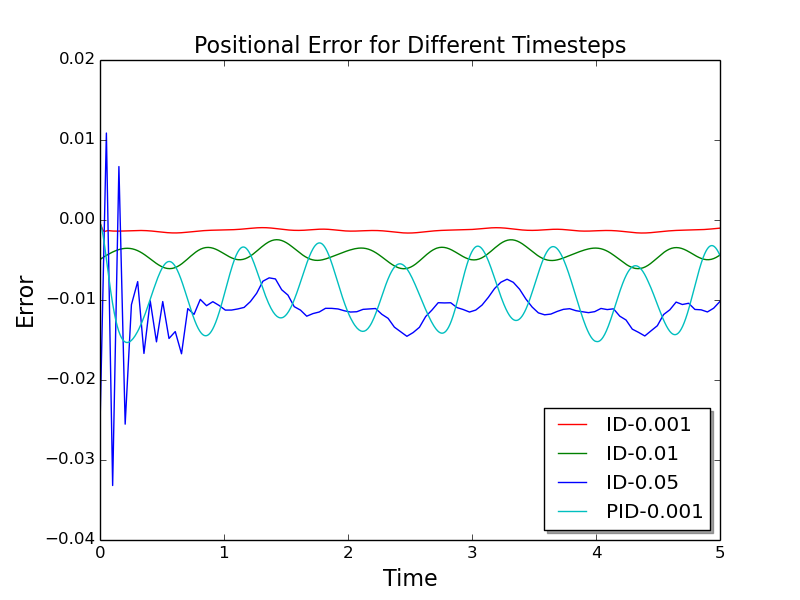 Positional Error for Different Timesteps
0.02
0.01
0.00
−0.01
−0.02
−0.03
−0.04
Error
0 1 2 3 4 5
Time
ID-0.001
ID-0.01
ID-0.05
PID-0.001